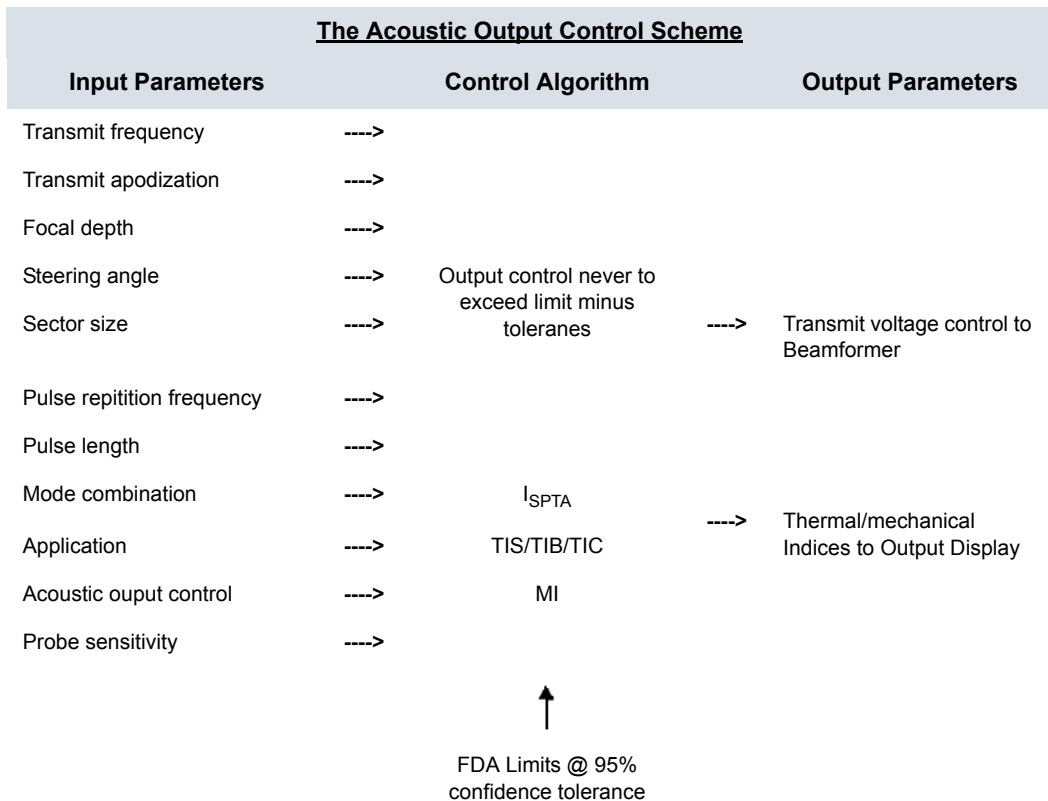 The Acoustic Output Control Scheme
Input Parameters Control Algorithm Output Parameters
Transmit frequency ---->
Transmit apodization ---->
Focal depth ---->
Steering angle ----> Output control never to
exceed limit minus
Sector size ----> toleranes ----> Transmit voltage control to
Beamformer
Pulse repitition frequency ---->
Pulse length ---->
Mode combination ----> ISPTA
----> Thermal/mechanical
Application ----> TIS/TIB/TIC Indices to Output Display
Acoustic ouput control ----> MI
Probe sensitivity ---->
FDA Limits @ 95%
confidence tolerance